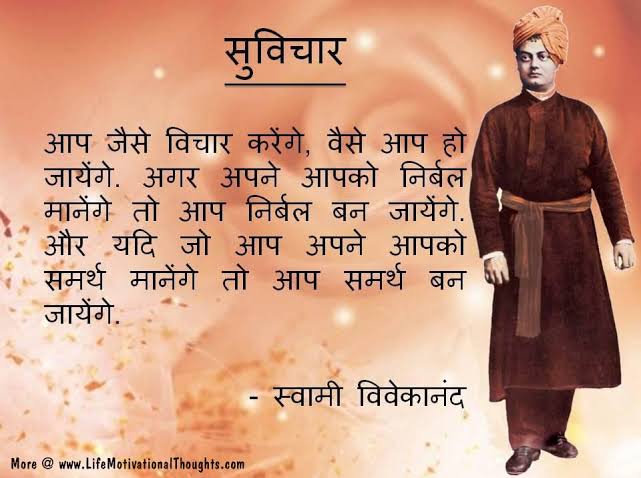 सुविचार
आप जैसे विचार करेंगे, वैसे आप हो
जायेंगे. अगर अपने आपको निर्बल
मानेंगे तो आप निर्बल बन जायेंगे.
और यदि जो आप अपने आपको
समर्थ मानेंगे तो आप समर्थ बन
जायेंगे.
- स्वामी विवेकानंद
More @ www.LifeMotivationalThoughts.com